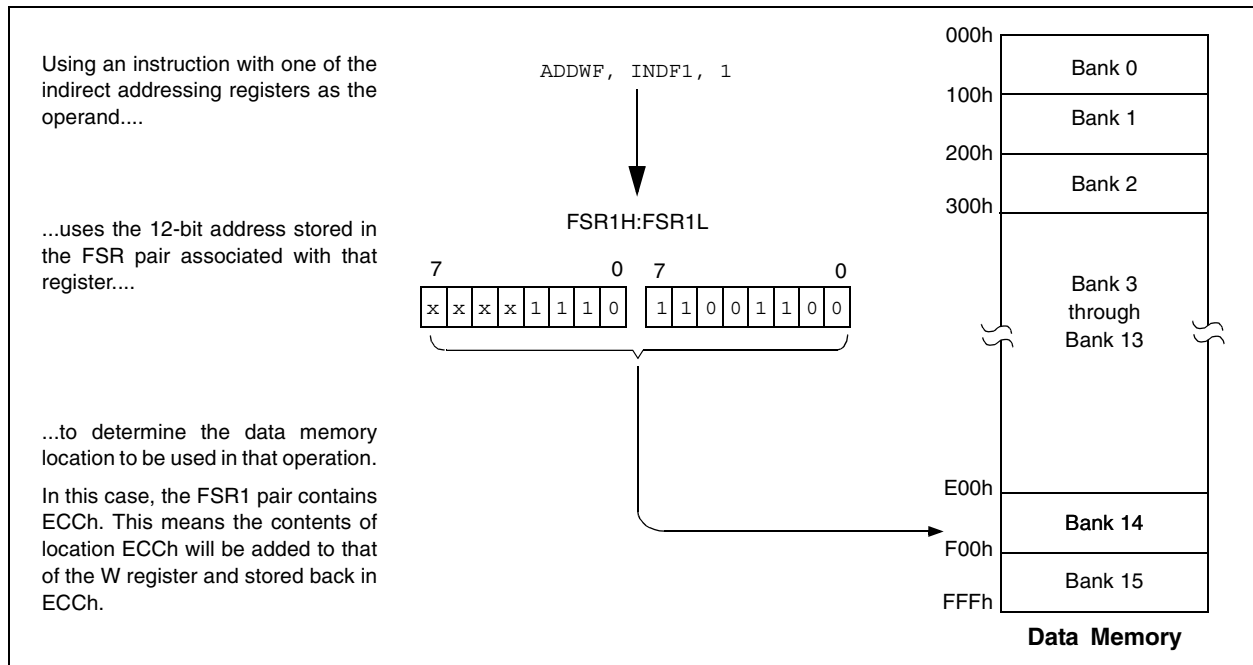 Using an instruction with one of the
indirect addressing registers as the
operand....
ADDWF, INDF1, 1
...uses the 12-bit address stored in
the FSR pair associated with that
register....
FSR1H:FSR1L
7 0 7 0
x x x x 1 1 1 0 1 1 0 0 1 1 0 0
...to determine the data memory
location to be used in that operation.
In this case, the FSR1 pair contains
ECCh. This means the contents of
location ECCh will be added to that
of the W register and stored back in
ECCh.
000h
Bank 0
100h
Bank 1
200h
Bank 2
300h
Bank 3
through
Bank 13
E00h
Bank 14
F00h
Bank 15
FFFh
Data Memory